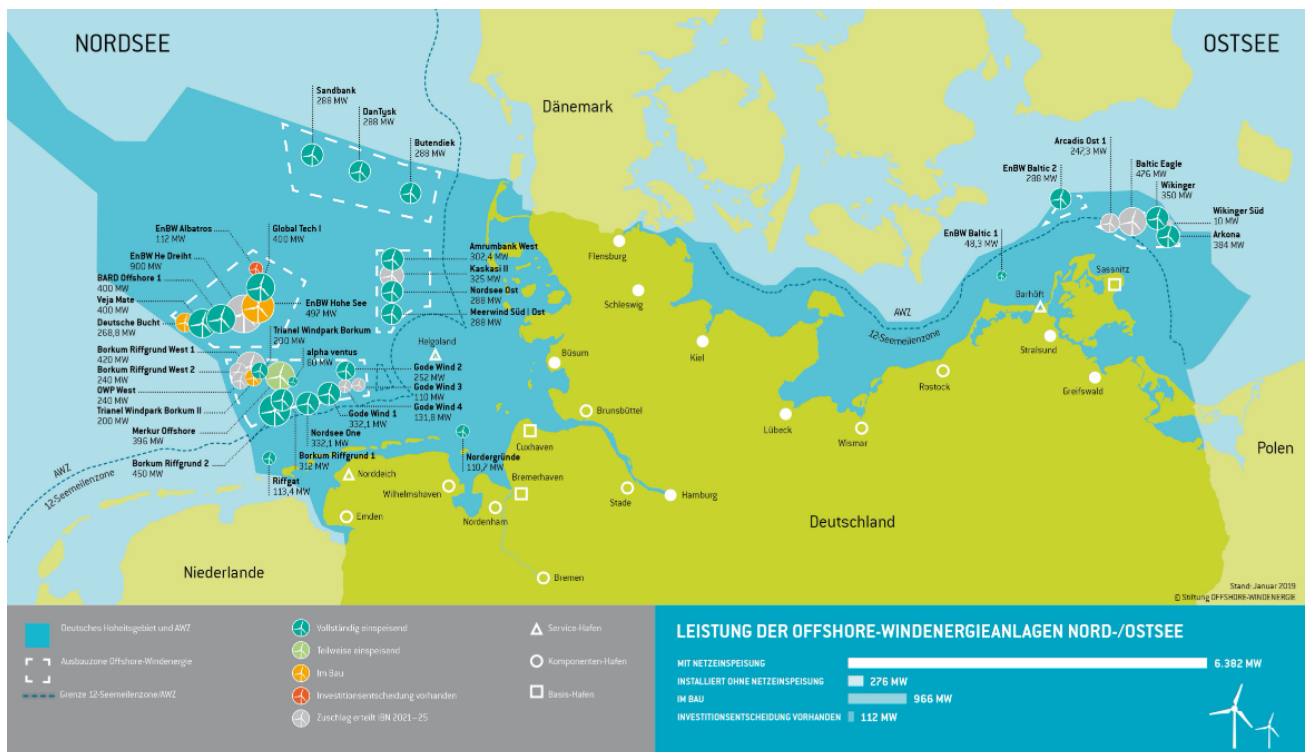 NORDSEE
OSTSEE
Dänemark
Sandbank
288 MW
DanTysk
288 MW
Butendiek
288 MW
EnBW Albatros
112 MW
Global Tech I
400 MW
EnBW He Dreiht
900 MW
BARD Offshore 1
400 MW
Veja Mate
400 MW
Deutsche Bucht
268,8 MW
EnBW Hohe See
497 MW
Trianel Windpark Borkum
200 MW
alpha ventus
60 MW
Borkum Riffgrund West 1
420 MW
Borkum Riffgrund West 2
240 MW
OWP West
240 MW
Trianel Windpark Borkum II
200 MW
Merkur Offshore
396 MW
Borkum Riffgrund 2
450 MW
Riffgat
113,4 MW
Borkum Riffgrund 1
312 MW
Nordsee One
332,1 MW
Gode Wind 1
332,1 MW
Gode Wind 2
252 MW
Gode Wind 3
110 MW
Gode Wind 4
131,8 MW
Nordergründe
110,7 MW
Amrumbank West
302,4 MW
Kaskasi II
325 MW
Nordsee Ost
288 MW
Meerwind Süd | Ost
288 MW
Helgoland
AWZ
12-Seemeilenzone
Arcadis Ost 1
247,3 MW
Baltic Eagle
476 MW
EnBW Baltic 2
288 MW
Wikinger
350 MW
Wikinger Süd
10 MW
Arkona
384 MW
EnBW Baltic 1
48,3 MW
AWZ
12-Seemeilenzone
Flensburg
Schleswig
Kiel
Büsum
Brunsbüttel
Cuxhaven
Bremerhaven
Norddeich
Wilhelmshaven
Emden
Nordenham
Stade
Hamburg
Bremen
Lübeck
Wismar
Rostock
Barhöft
Sassnitz
Stralsund
Greifswald
Deutschland
Niederlande
Polen
Stand: Januar 2019
© Stiftung OFFSHORE-WINDENERGIE
Deutsches Hoheitsgebiet und AWZ
Ausbauzone Offshore-Windenergie
Grenze 12-Seemeilenzone/AWZ
Vollständig einspeisend
Teilweise einspeisend
Im Bau
Investitionsentscheidung vorhanden
Zuschlag erteilt IBN 2021–25
Service-Hafen
Komponenten-Hafen
Basis-Hafen
LEISTUNG DER OFFSHORE-WINDENERGIEANLAGEN NORD-/OSTSEE
MIT NETZEINSPEISUNG 6.382 MW
INSTALLIERT OHNE NETZEINSPEISUNG 276 MW
IM BAU 966 MW
INVESTITIONSENTSCHEIDUNG VORHANDEN 112 MW